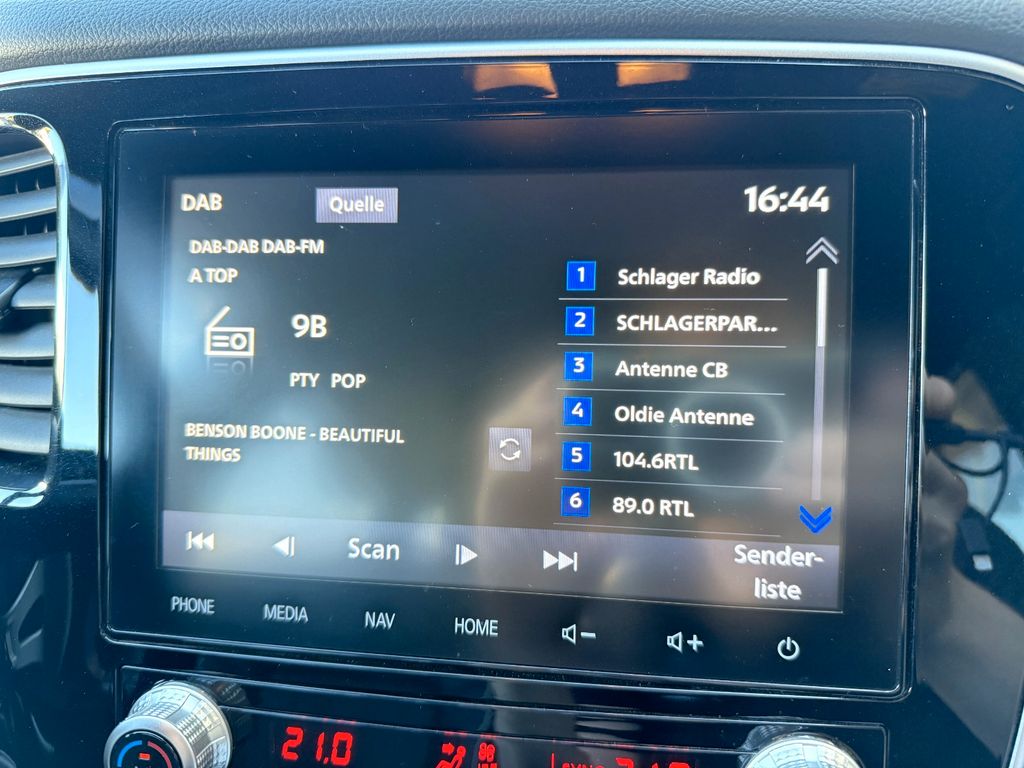 DAB
Quelle
16:44
DAB-DAB DAB-FM
A TOP
9B
PTY POP
BENSON BOONE - BEAUTIFUL
THINGS
1 Schlager Radio
2 SCHLAGERPAR...
3 Antenne CB
4 Oldie Antenne
5 104.6RTL
6 89.0 RTL
Scan
Sender-
liste
PHONE
MEDIA
NAV
HOME
21.0
SYNC